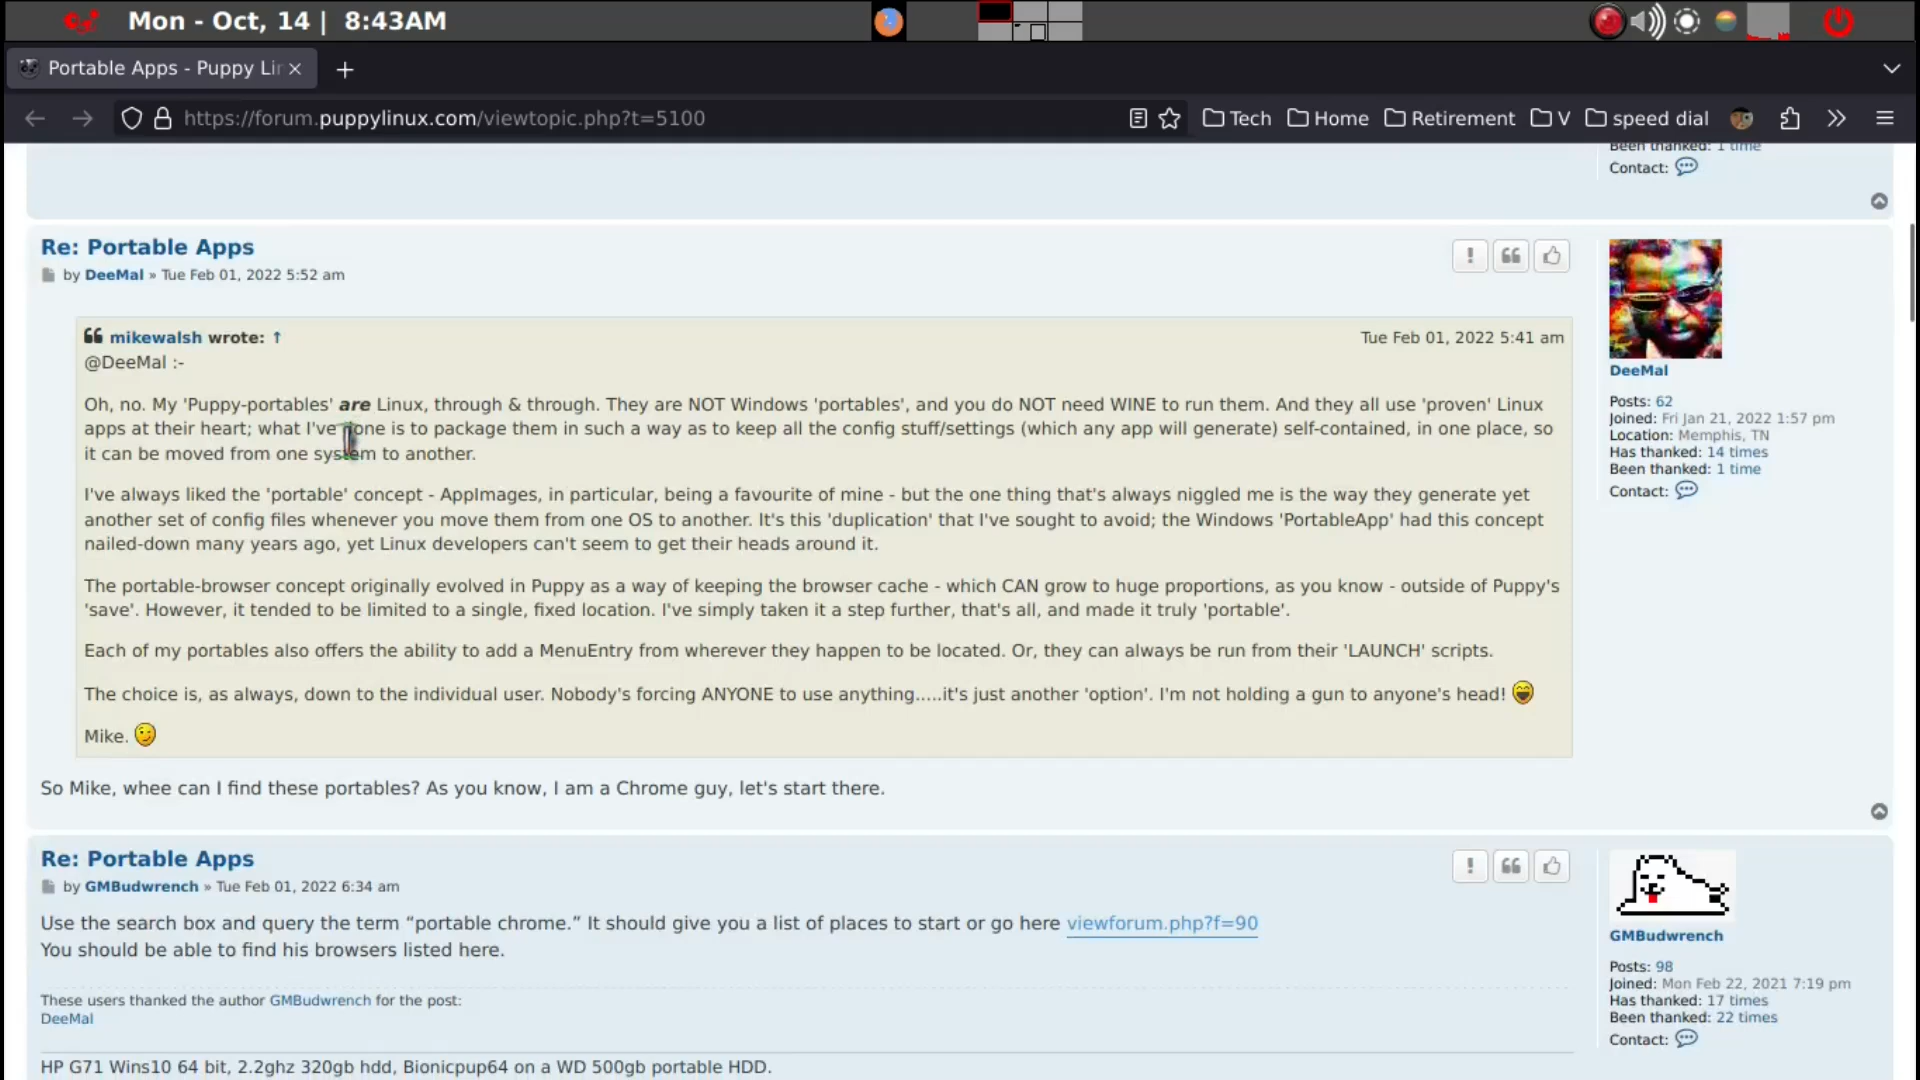 Mon - Oct, 14 | 8:43AM
Portable Apps - Puppy Li
https://forum.puppylinux.com/viewtopic.php?t=5100
Tech Home Retirement V speed dial
Been thanked: 1 time
Contact:
Re: Portable Apps
by DeeMal » Tue Feb 01, 2022 5:52 am
mikewalsh wrote: ↑ Tue Feb 01, 2022 5:41 am
@DeeMal :-
Oh, no. My 'Puppy-portables' are Linux, through & through. They are NOT Windows 'portables', and you do NOT need WINE to run them. And they all use 'proven' Linux
apps at their heart; what I've done is to package them in such a way as to keep all the config stuff/settings (which any app will generate) self-contained, in one place, so
it can be moved from one system to another.
I've always liked the 'portable' concept - AppImages, in particular, being a favourite of mine - but the one thing that's always niggled me is the way they generate yet
another set of config files whenever you move them from one OS to another. It's this 'duplication' that I've sought to avoid; the Windows 'PortableApp' had this concept
nailed-down many years ago, yet Linux developers can't seem to get their heads around it.
The portable-browser concept originally evolved in Puppy as a way of keeping the browser cache - which CAN grow to huge proportions, as you know - outside of Puppy's
'save'. However, it tended to be limited to a single, fixed location. I've simply taken it a step further, that's all, and made it truly 'portable'.
Each of my portables also offers the ability to add a MenuEntry from wherever they happen to be located. Or, they can always be run from their 'LAUNCH' scripts.
The choice is, as always, down to the individual user. Nobody's forcing ANYONE to use anything.....it's just another 'option'. I'm not holding a gun to anyone's head!
Mike.
So Mike, whee can I find these portables? As you know, I am a Chrome guy, let's start there.
DeeMal
Posts: 62
Joined: Fri Jan 21, 2022 1:57 pm
Location: Memphis, TN
Has thanked: 14 times
Been thanked: 1 time
Contact:
Re: Portable Apps
by GMBudwrench » Tue Feb 01, 2022 6:34 am
Use the search box and query the term “portable chrome.” It should give you a list of places to start or go here viewforum.php?f=90
You should be able to find his browsers listed here.
These users thanked the author GMBudwrench for the post:
DeeMal
HP G71 Wins10 64 bit, 2.2ghz 320gb hdd, Bionicpup64 on a WD 500gb portable HDD.
GMBudwrench
Posts: 98
Joined: Mon Feb 22, 2021 7:19 pm
Has thanked: 17 times
Been thanked: 22 times
Contact: